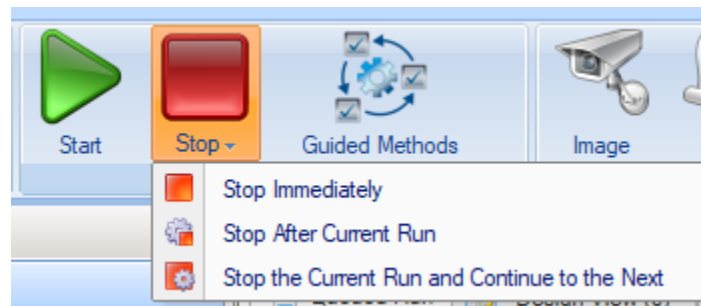 Start
Stop
Guided Methods
Image
Stop Immediately
Stop After Current Run
Stop the Current Run and Continue to the Next